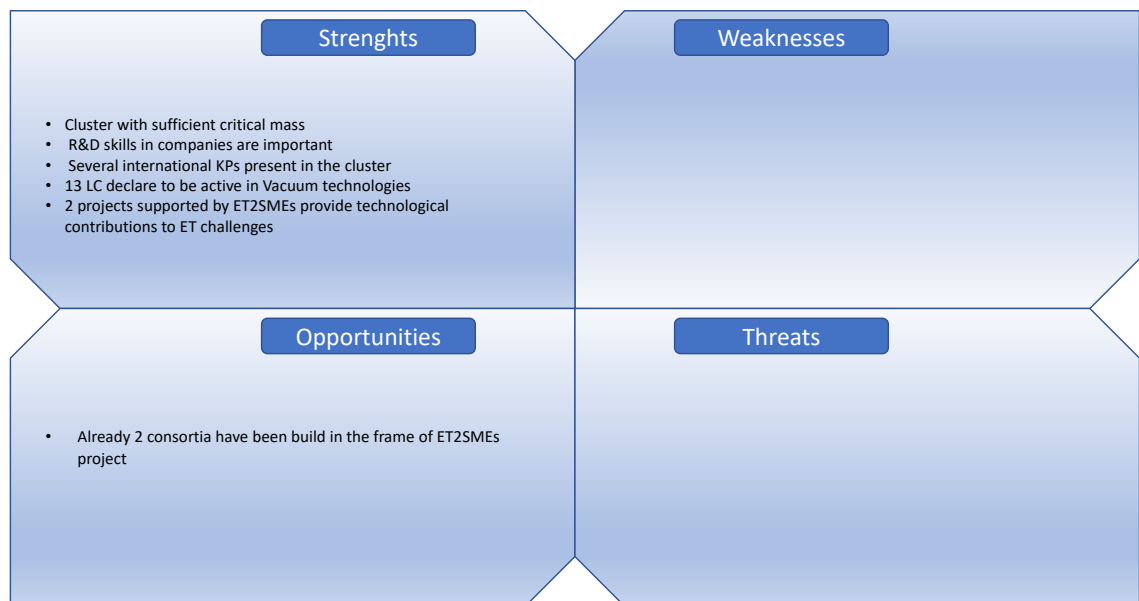 Strenghts
• Cluster with sufficient critical mass
• R&D skills in companies are important
• Several international KPs present in the cluster
• 13 LC declare to be active in Vacuum technologies
• 2 projects supported by ET2SMEs provide technological
contributions to ET challenges
Weaknesses
Opportunities
• Already 2 consortia have been build in the frame of ET2SMEs
project
Threats